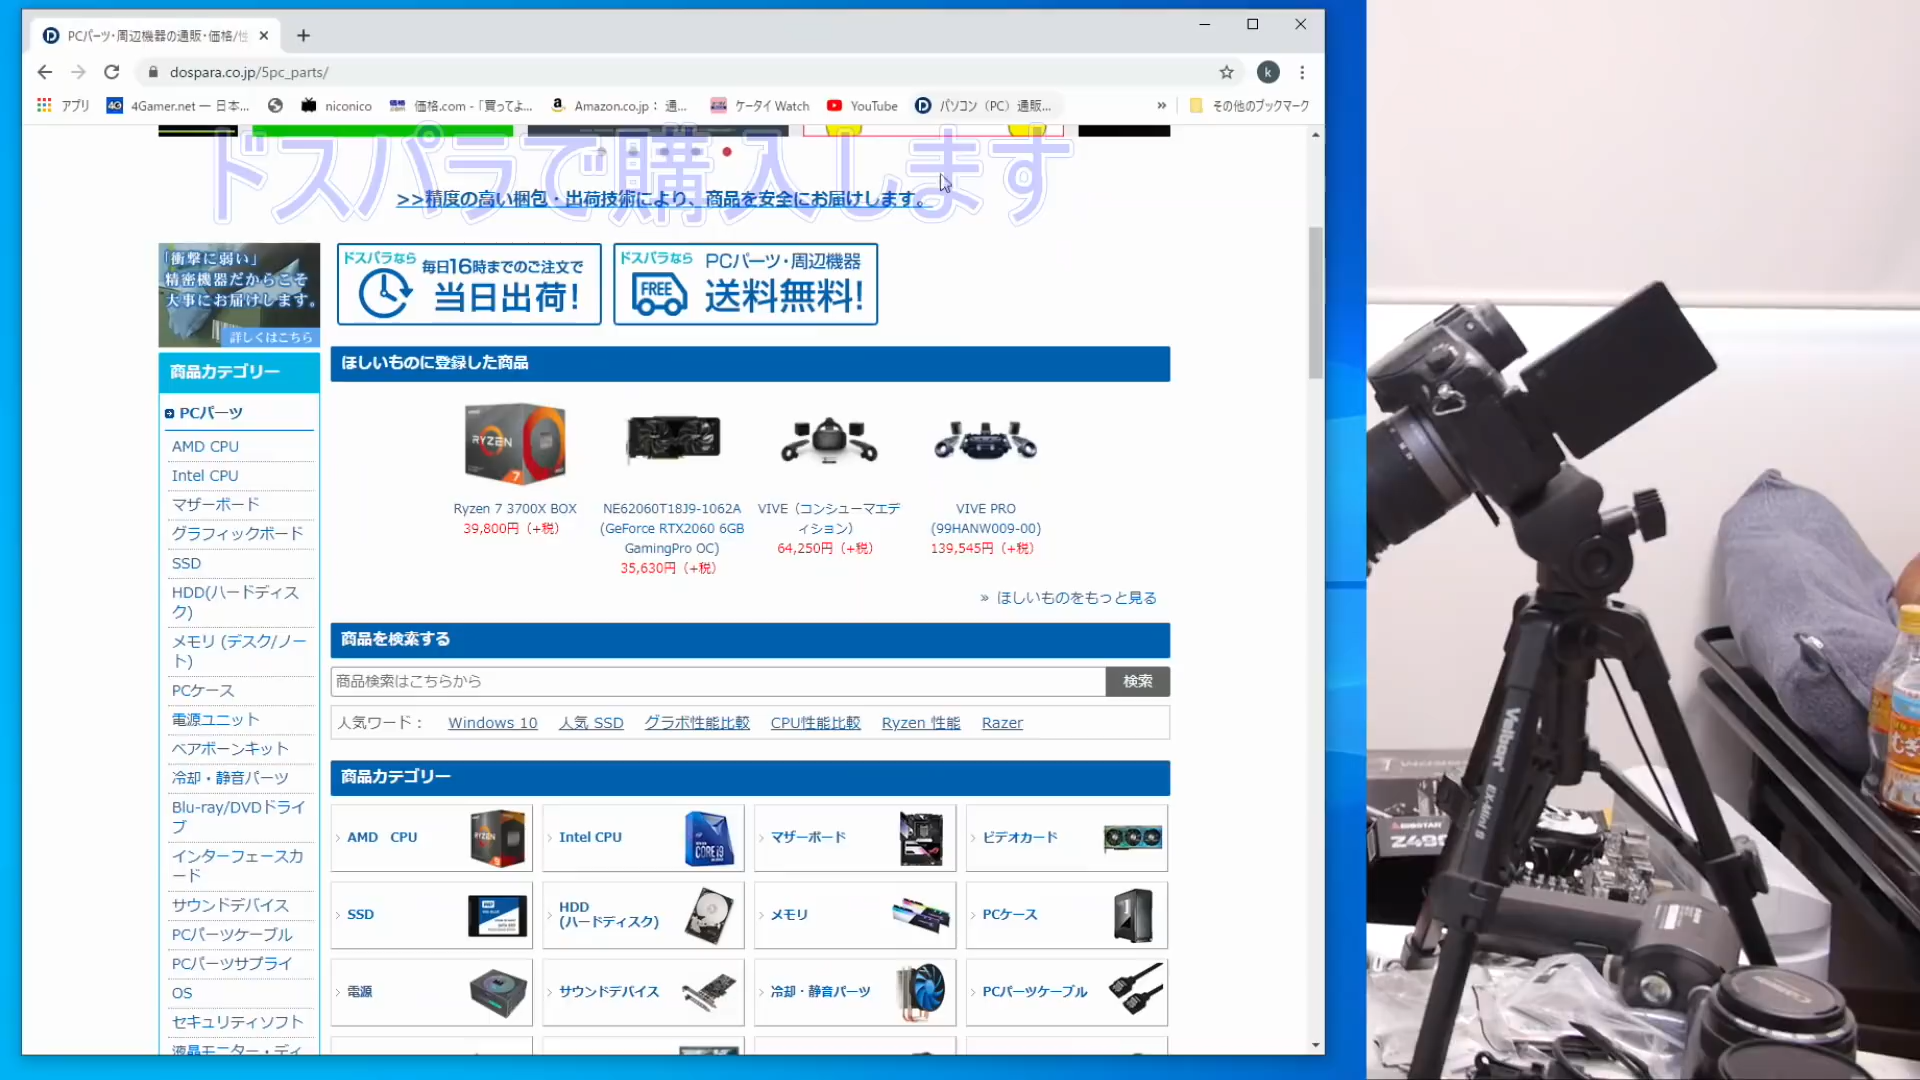 PCパーツ・周辺機器の通販・価格/性
dospara.co.jp/5pc_parts/
k
アプリ
4Gamer.net — 日本...
niconico
価格.com -「買ってよ...
Amazon.co.jp： 通...
ケータイ Watch
YouTube
パソコン（PC）通販...
»
その他のブックマーク
ドスパラで購入します
>>精度の高い梱包・出荷技術により、商品を安全にお届けします。
「衝撃に弱い」
精密機器だからこそ
大事にお届けします。
詳しくはこちら
ドスパラなら
毎日16時までのご注文で
当日出荷!
ドスパラなら
PCパーツ・周辺機器
FREE
送料無料!
商品カテゴリー
PCパーツ
AMD CPU
Intel CPU
マザーボード
グラフィックボード
SSD
HDD(ハードディス
ク)
メモリ (デスク/ノー
ト)
PCケース
電源ユニット
ベアボーンキット
冷却・静音パーツ
Blu-ray/DVDドライ
ブ
インターフェースカ
ード
サウンドデバイス
PCパーツケーブル
PCパーツサプライ
OS
セキュリティソフト
液晶モニター・ディ
ほしいものに登録した商品
RYZEN
7
Ryzen 7 3700X BOX
39,800円（+税）
NE62060T18J9-1062A
(GeForce RTX2060 6GB
GamingPro OC)
35,630円（+税）
VIVE（コンシューマエデ
ィション）
64,250円（+税）
VIVE PRO
(99HANW009-00)
139,545円（+税）
» ほしいものをもっと見る
商品を検索する
商品検索はこちらから
検索
人気ワード：
Windows 10
人気 SSD
グラボ性能比較
CPU性能比較
Ryzen 性能
Razer
商品カテゴリー
AMD CPU
RYZEN
Intel CPU
CORE i9
マザーボード
ビデオカード
SSD
HDD
(ハードディスク)
メモリ
PCケース
電源
サウンドデバイス
冷却・静音パーツ
PCパーツケーブル
Velbon
EX-Mini S
BIOSTAR
Z490